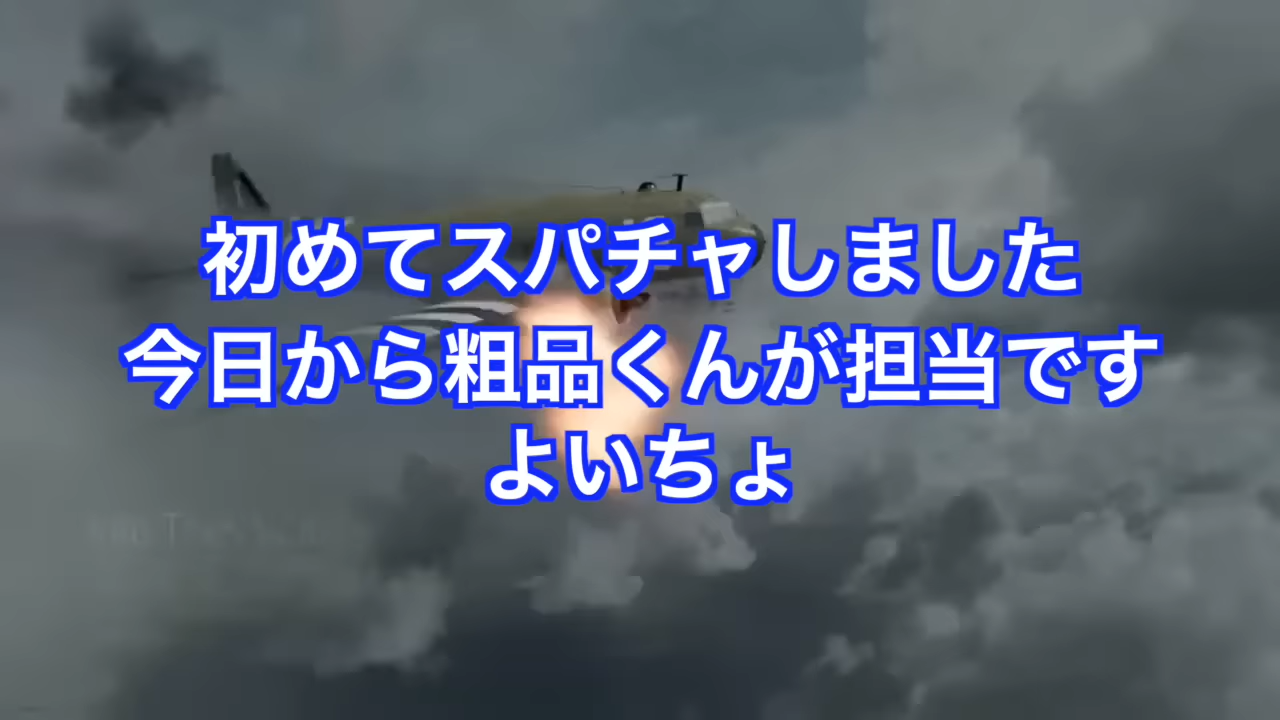 初めてスパチャしました
今日から粗品くんが担当です
よいちょ